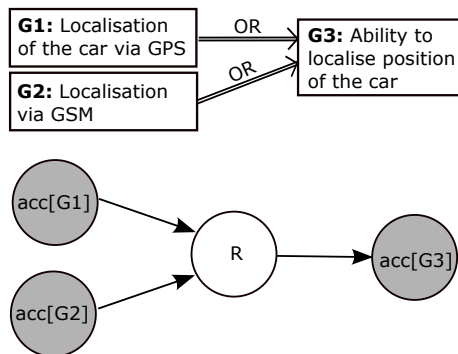 G1: Localisation
of the car via GPS
OR
G3: Ability to
localise position
of the car
OR
G2: Localisation
via GSM
acc[G1]
R
acc[G3]
acc[G2]